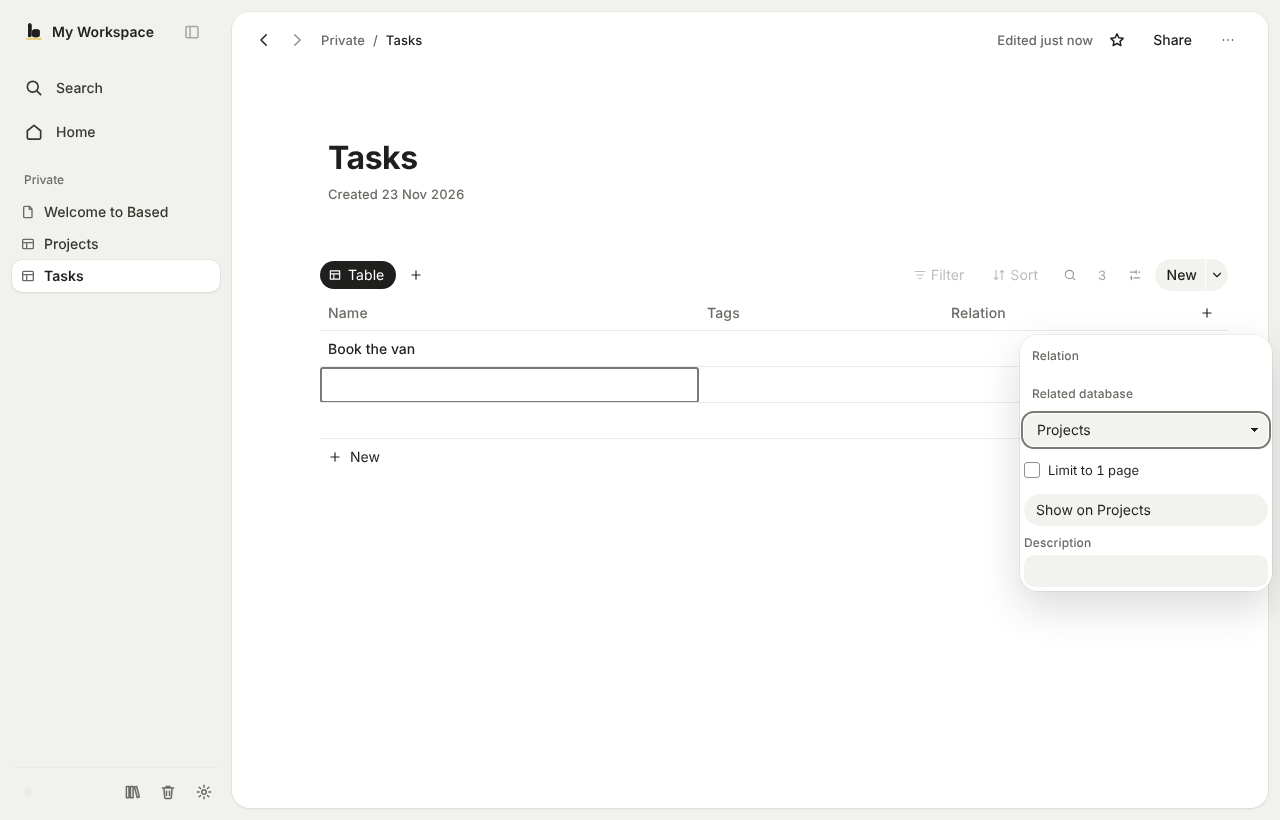 My Workspace
Search
Home
Private
Welcome to Based
Projects
Tasks
Private / Tasks
Edited just now
Share
Tasks
Created 23 Nov 2026
Table
Filter
Sort
3
New
Name
Tags
Relation
Book the van
New
Relation
Related database
Projects
Limit to 1 page
Show on Projects
Description